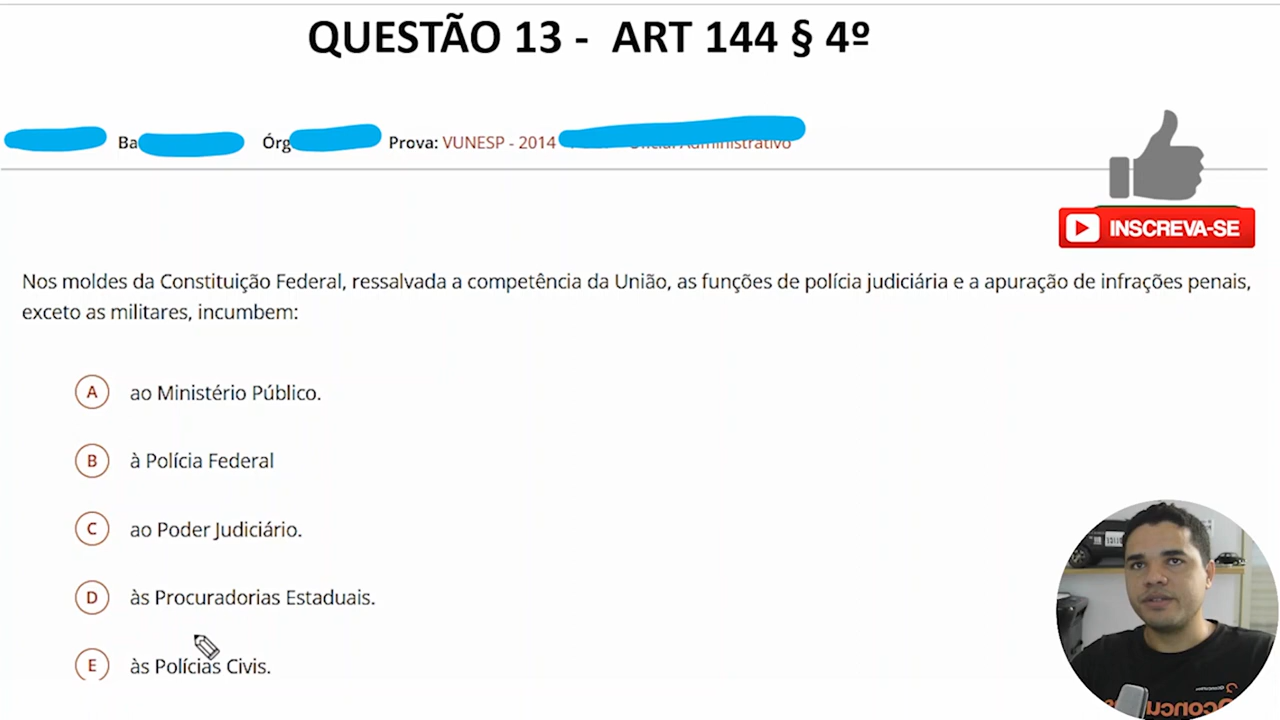 QUESTÃO 13 - ART 144 § 4º
Ba Órg Prova: VUNESP - 2014 Oficial Administrativo
INSCREVA-SE
Nos moldes da Constituição Federal, ressalvada a competência da União, as funções de polícia judiciária e a apuração de infrações penais,
exceto as militares, incumbem:
A ao Ministério Público.
B à Polícia Federal
C ao Poder Judiciário.
D às Procuradorias Estaduais.
E às Polícias Civis.